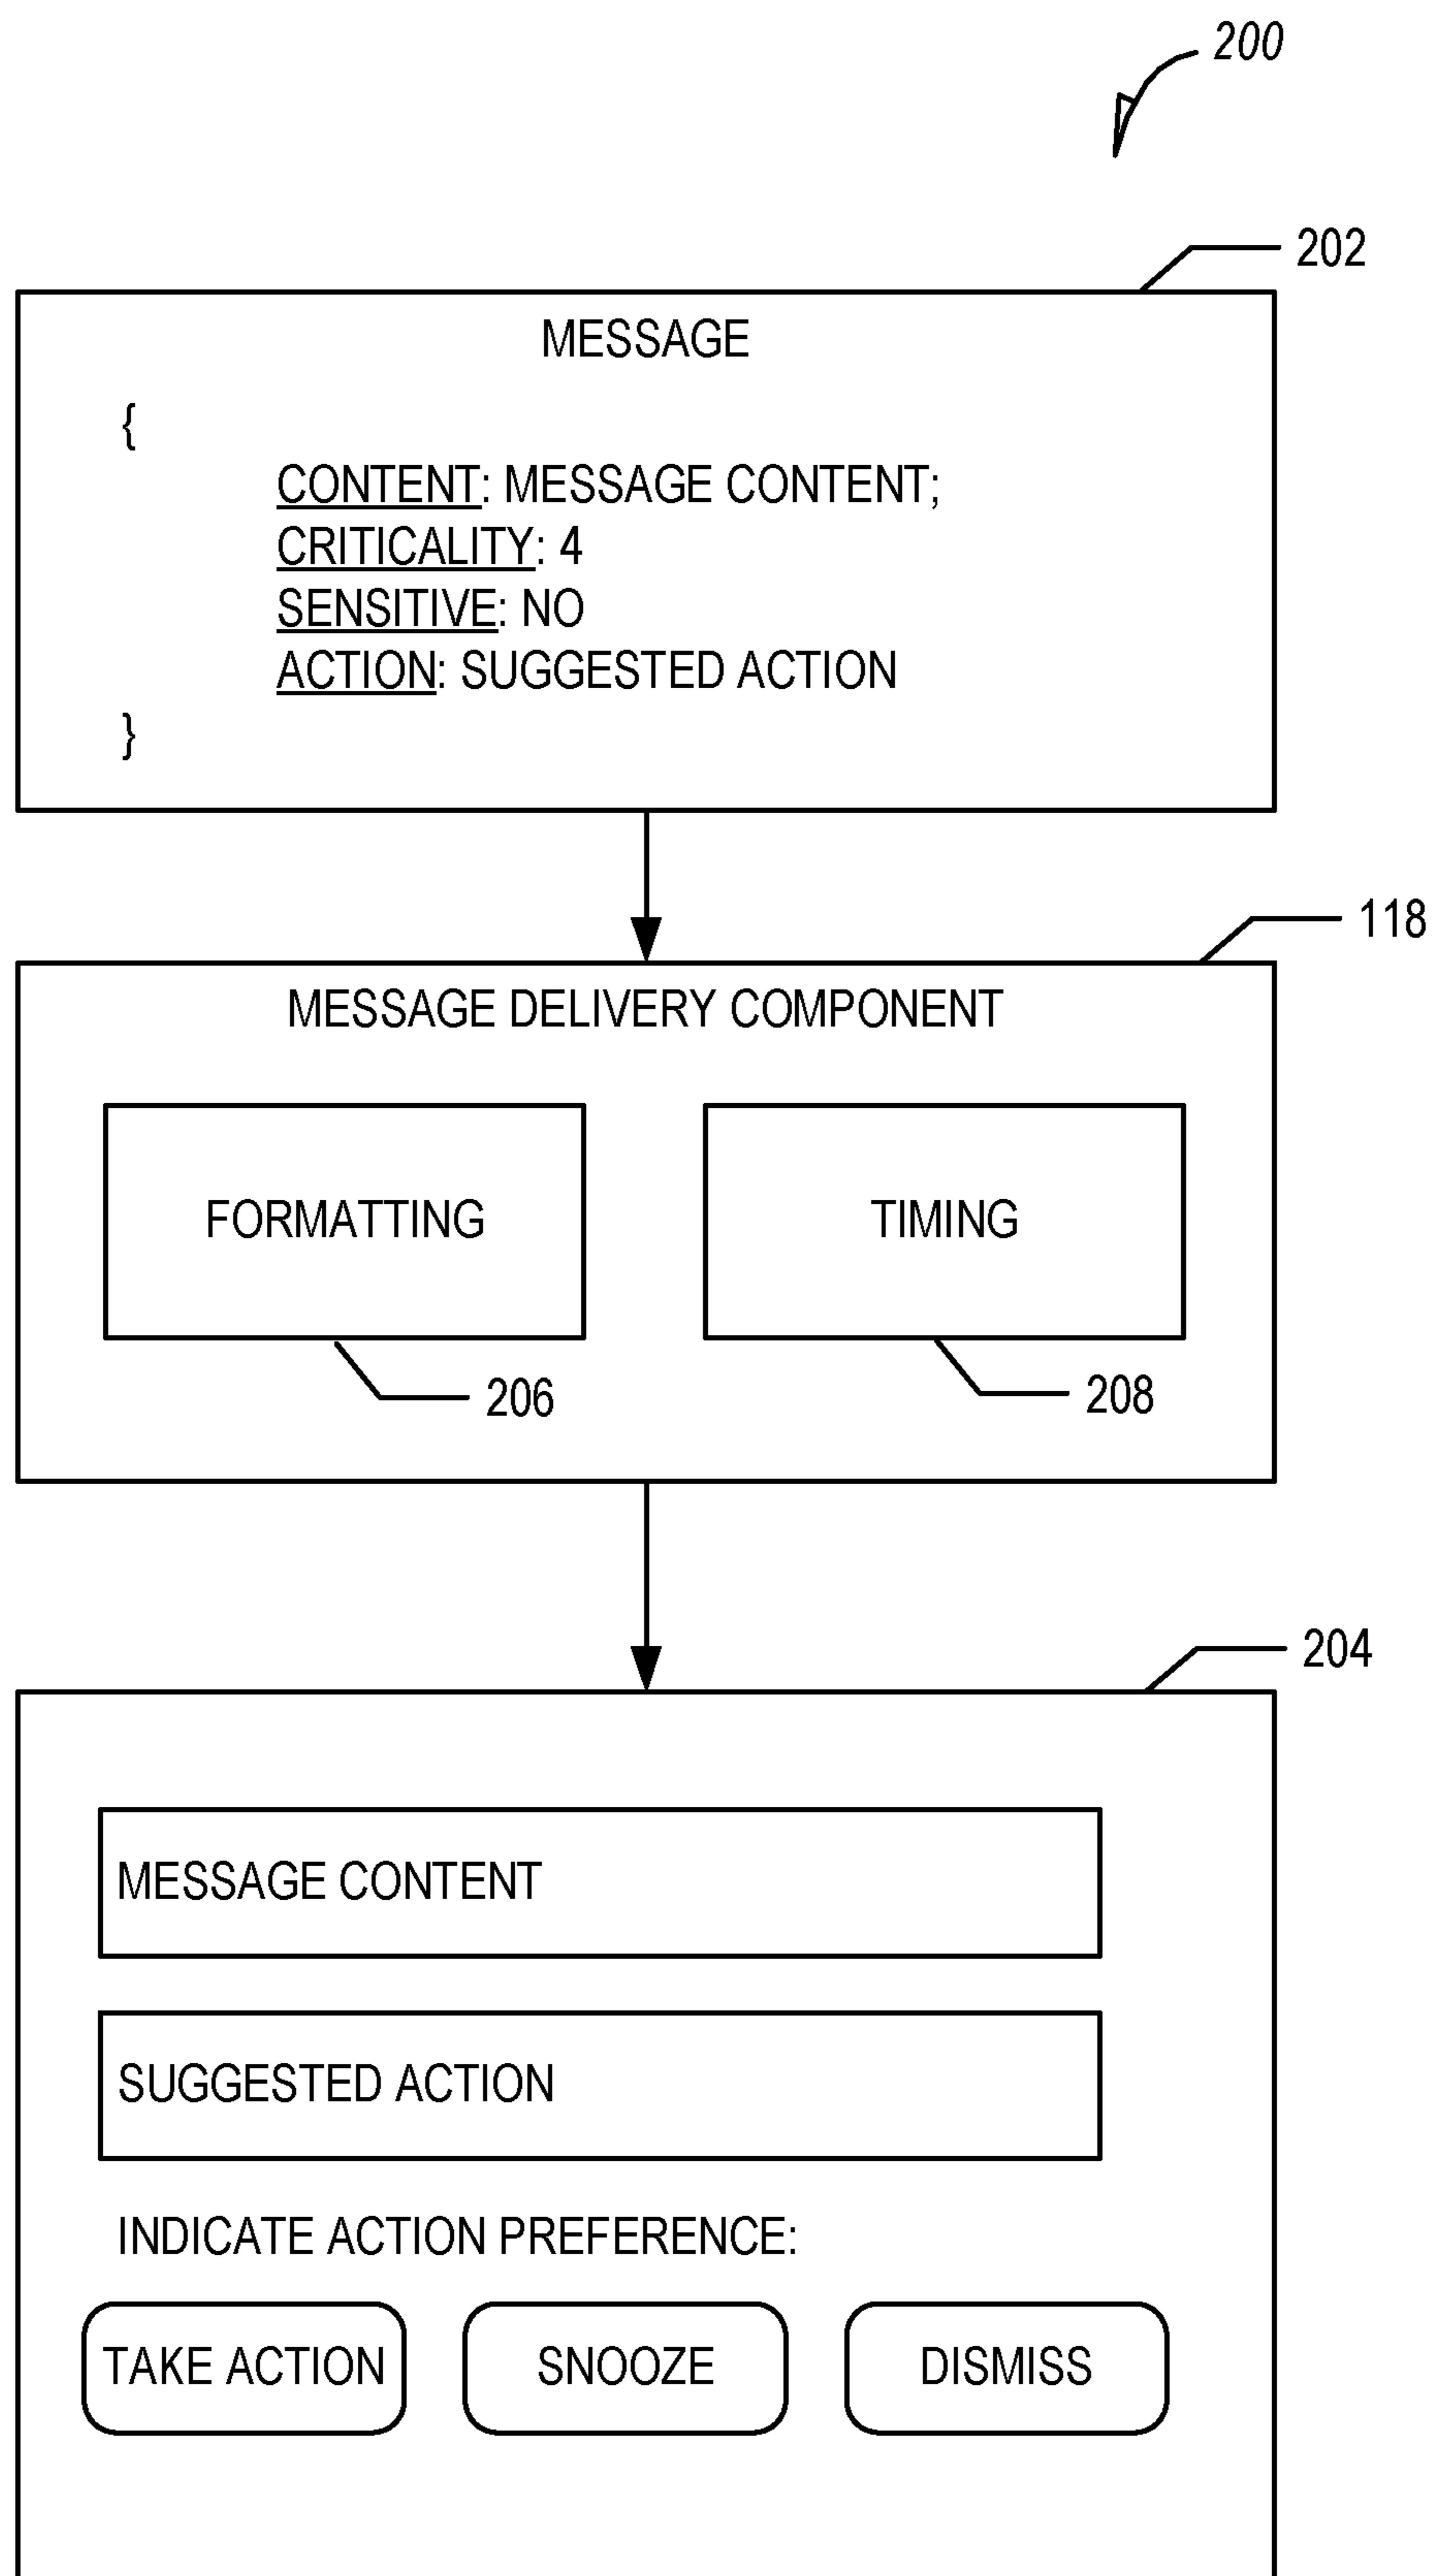 200
202
MESSAGE
{
CONTENT: MESSAGE CONTENT;
CRITICALITY: 4
SENSITIVE: NO
ACTION: SUGGESTED ACTION
}
118
MESSAGE DELIVERY COMPONENT
FORMATTING
TIMING
206
208
204
MESSAGE CONTENT
SUGGESTED ACTION
INDICATE ACTION PREFERENCE:
TAKE ACTION
SNOOZE
DISMISS